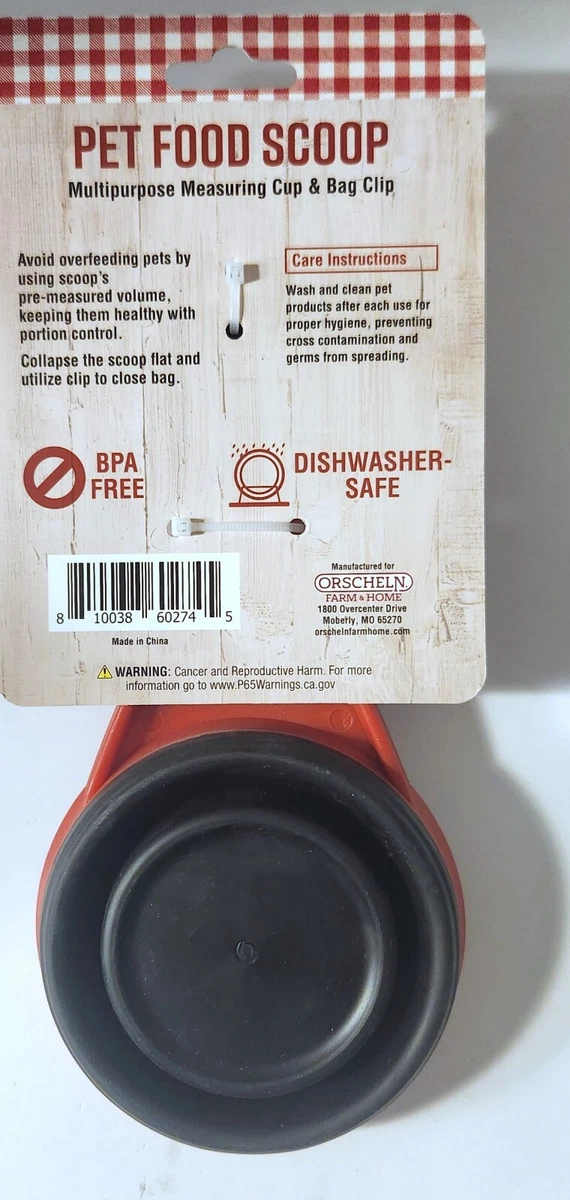 PET FOOD SCOOP
Multipurpose Measuring Cup & Bag Clip
Avoid overfeeding pets by
using scoop's
pre-measured volume,
keeping them healthy with
portion control.
Collapse the scoop flat and
utilize clip to close bag.
Care Instructions
Wash and clean pet
products after each use for
proper hygiene, preventing
cross contamination and
germs from spreading.
BPA
FREE
DISHWASHER-
SAFE
8 10038 60274 5
Made in China
Manufactured for
ORSCHELN
FARM & HOME
1800 Overcenter Drive
Moberly, MO 65270
orschelnfarmhome.com
WARNING: Cancer and Reproductive Harm. For more
information go to www.P65Warnings.ca.gov